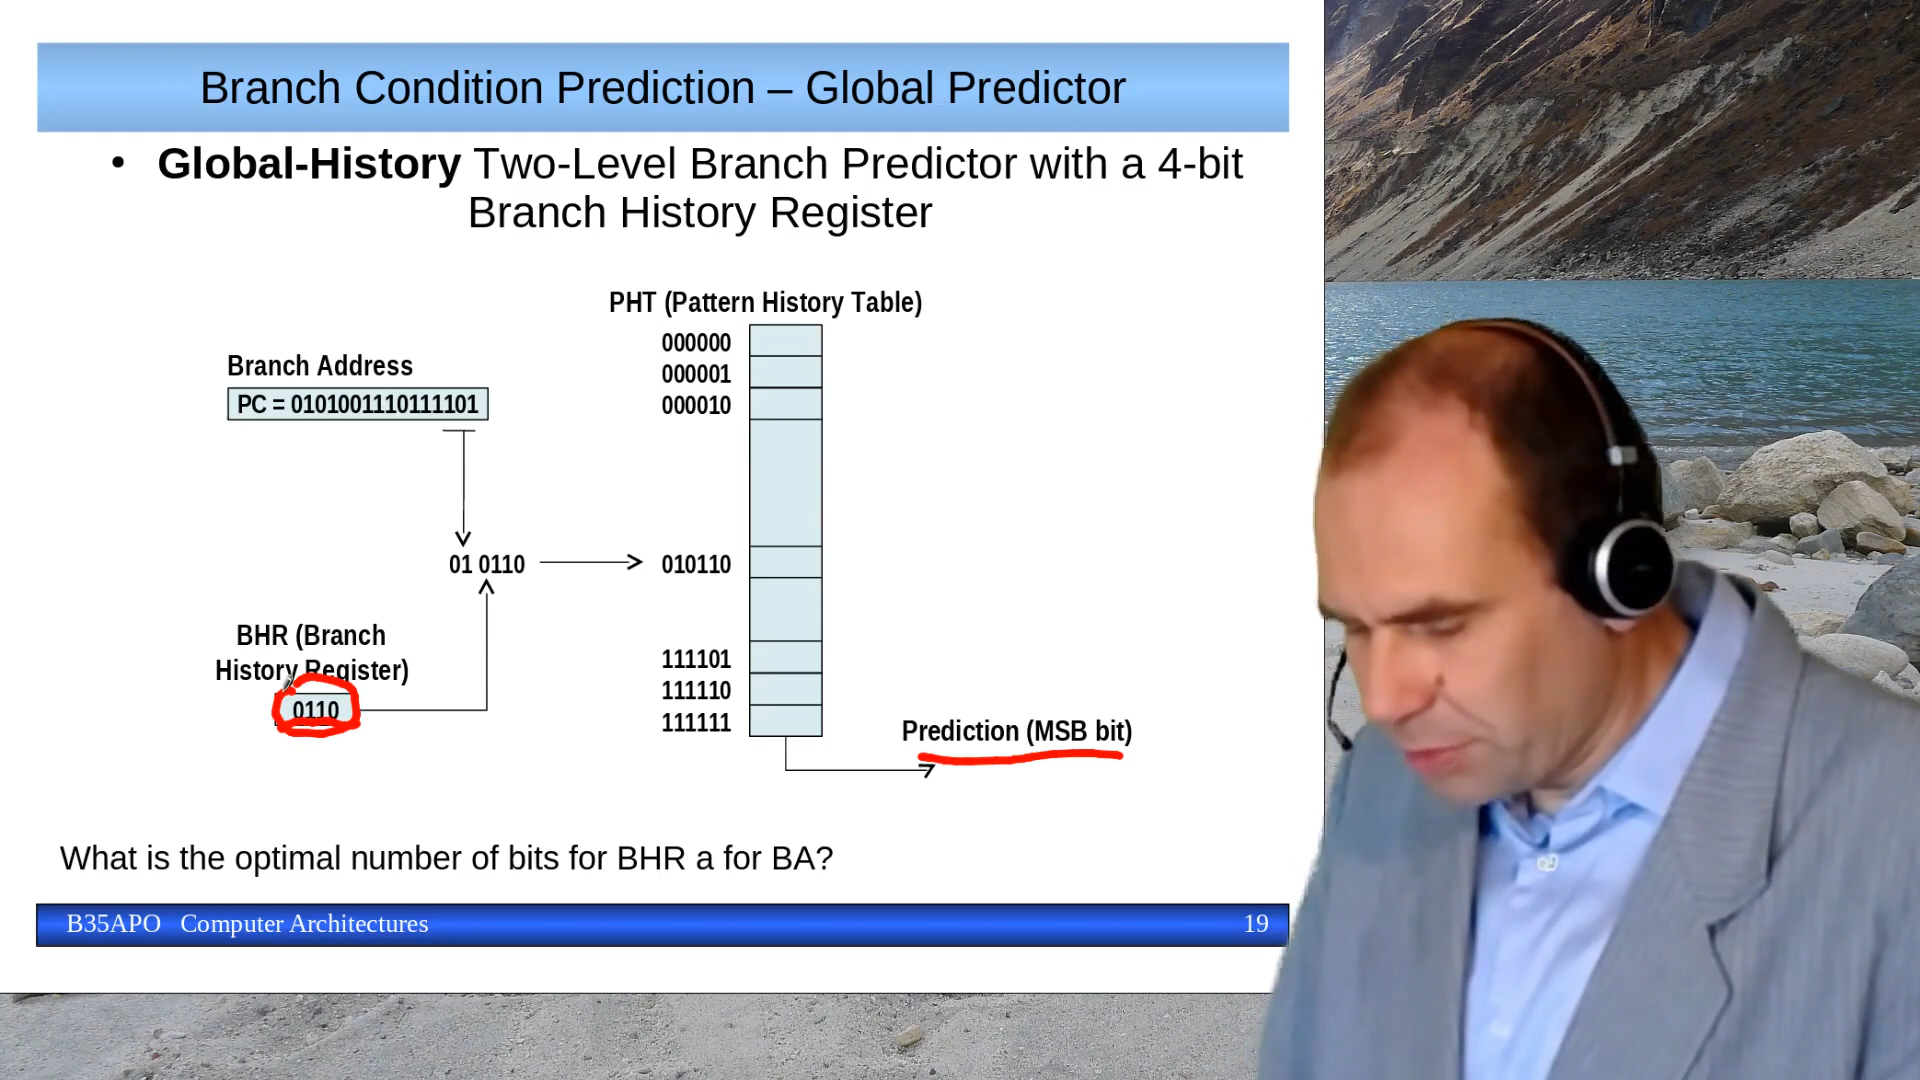 Branch Condition Prediction – Global Predictor
• Global-History Two-Level Branch Predictor with a 4-bit
Branch History Register
PHT (Pattern History Table)
000000
000001
000010
Branch Address
PC = 0101001110111101
01 0110
010110
BHR (Branch
History Register)
0110
111101
111110
111111
Prediction (MSB bit)
What is the optimal number of bits for BHR a for BA?
B35APO Computer Architectures 19